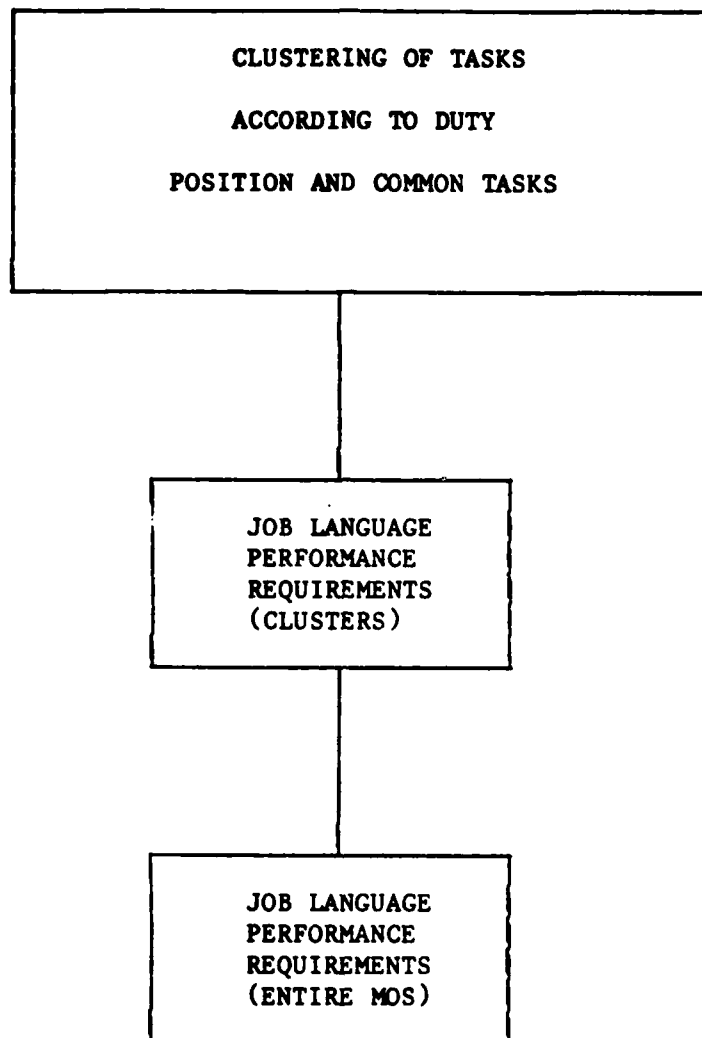 CLUSTERING OF TASKS
ACCORDING TO DUTY
POSITION AND COMMON TASKS
JOB LANGUAGE
PERFORMANCE
REQUIREMENTS
(CLUSTERS)
JOB LANGUAGE
PERFORMANCE
REQUIREMENTS
(ENTIRE MOS)